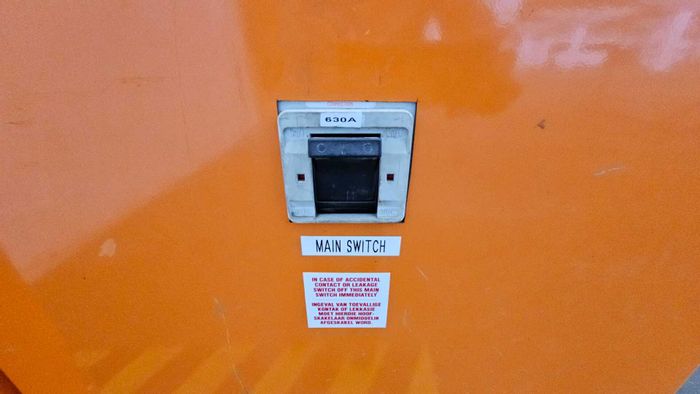 630A
MAIN SWITCH
IN CASE OF ACCIDENTAL
CONTACT OR LEAKAGE
SWITCH OFF THIS MAIN
SWITCH IMMEDIATELY
INGEVAL VAN TOEVALLIGE
KONTAK OF LEKKASIE
MOET HIERDIE HOOF-
SKAKELAAR ONMIDDELIK
AFGESKAKEL WORD